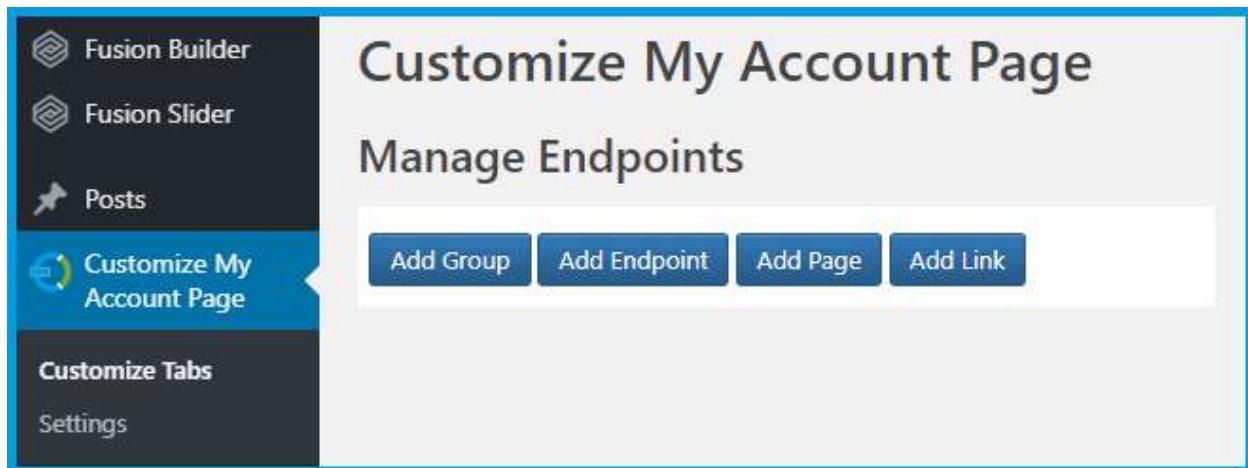 Fusion Builder
Fusion Slider
Posts
Customize My
Account Page
Customize Tabs
Settings
Customize My Account Page
Manage Endpoints
Add Group Add Endpoint Add Page Add Link